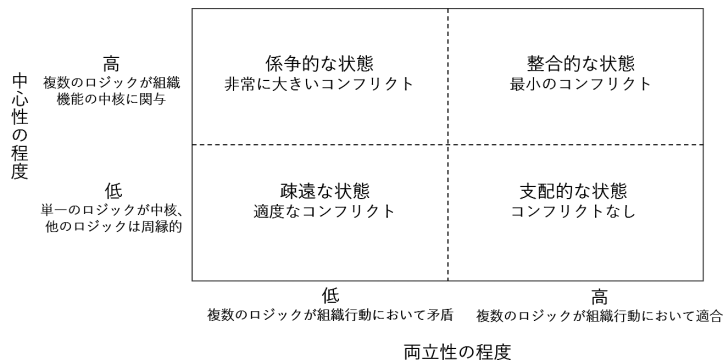 中心性の程度
高
複数のロジックが組織
機能の中核に関与
係争的な状態
非常に大きいコンフリクト
整合的な状態
最小のコンフリクト
低
単一のロジックが中核、
他のロジックは周縁的
疎遠な状態
適度なコンフリクト
支配的な状態
コンフリクトなし
低
複数のロジックが組織行動において矛盾
高
複数のロジックが組織行動において適合
両立性の程度